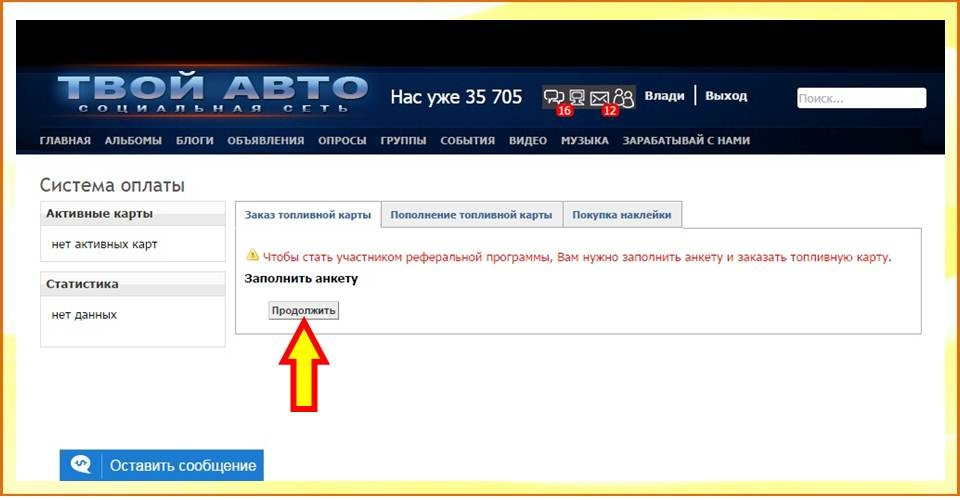 ТВОЙ АВТО
СОЦИАЛЬНАЯ СЕТЬ
Нас уже 35 705
16
12
Влади
Выход
Поиск...
ГЛАВНАЯ АЛЬБОМЫ БЛОГИ ОБЪЯВЛЕНИЯ ОПРОСЫ ГРУППЫ СОБЫТИЯ ВИДЕО МУЗЫКА ЗАРАБАТЫВАЙ С НАМИ
Система оплаты
Активные карты
нет активных карт
Статистика
нет данных
Заказ топливной карты
Пополнение топливной карты
Покупка наклейки
Чтобы стать участником реферальной программы, Вам нужно заполнить анкету и заказать топливную карту.
Заполнить анкету
Продолжить
Оставить сообщение